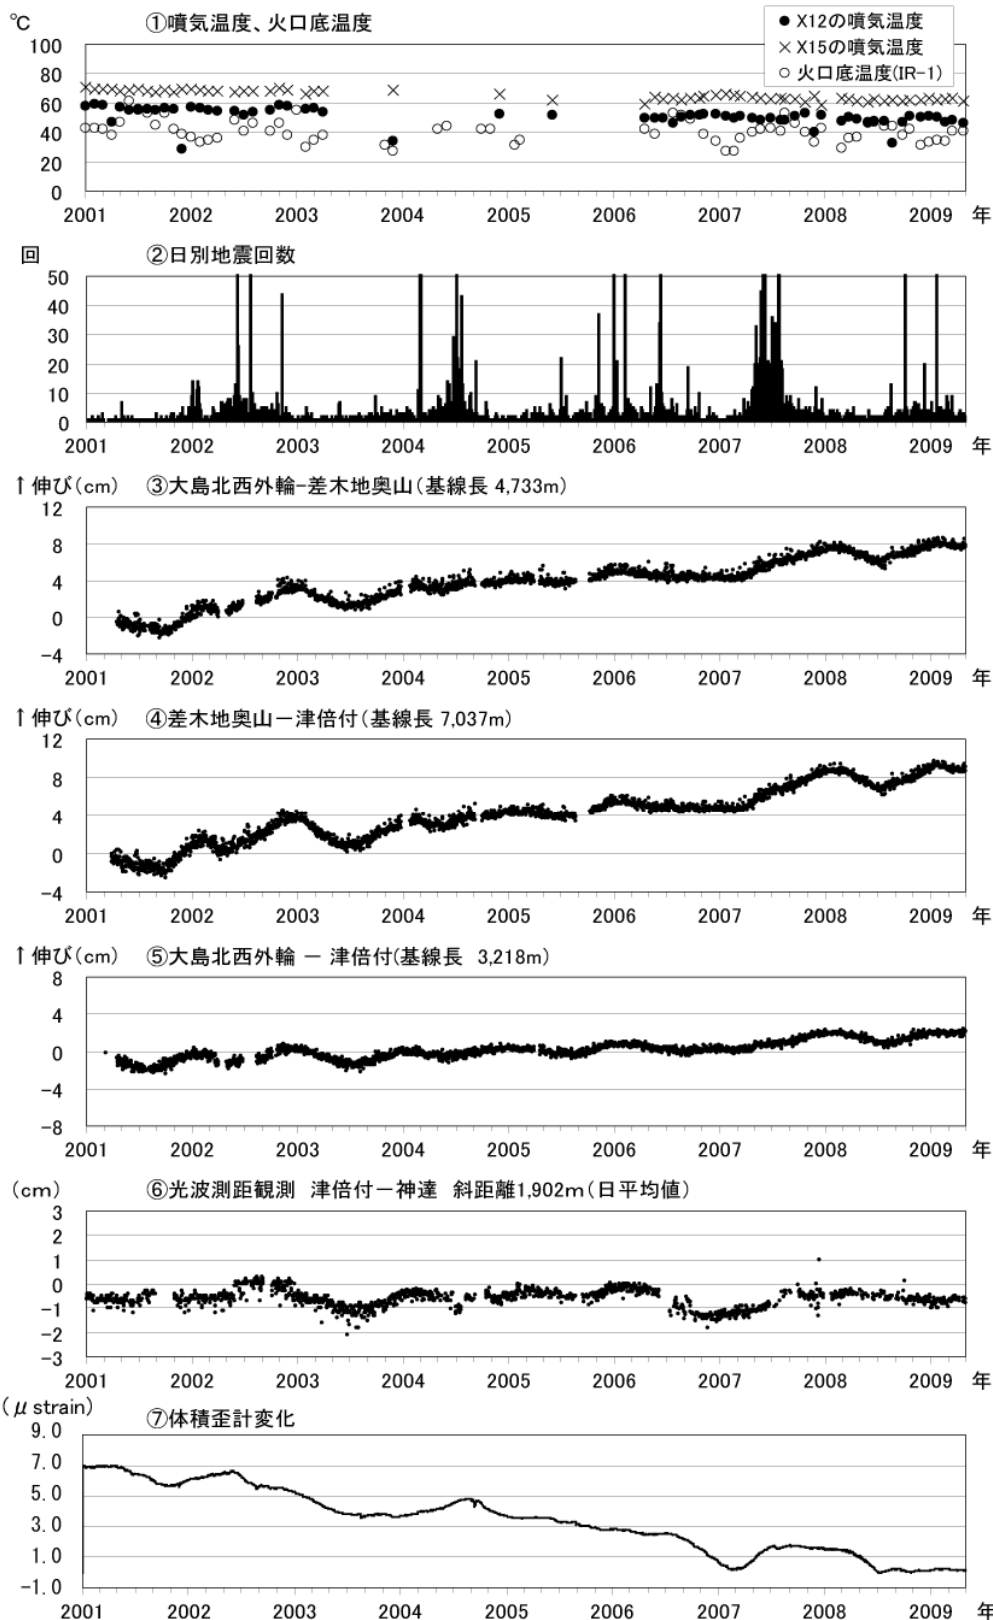 ℃ ①噴気温度、火口底温度
● X12の噴気温度
× X15の噴気温度
○ 火口底温度(IR-1)
100
80
60
40
20
0
2001 2002 2003 2004 2005 2006 2007 2008 2009 年
回 ②日別地震回数
50
40
30
20
10
0
2001 2002 2003 2004 2005 2006 2007 2008 2009 年
↑伸び(cm) ③大島北西外輪-差木地奥山(基線長 4,733m)
12
8
4
0
-4
2001 2002 2003 2004 2005 2006 2007 2008 2009 年
↑伸び(cm) ④差木地奥山－津倍付(基線長 7,037m)
12
8
4
0
-4
2001 2002 2003 2004 2005 2006 2007 2008 2009 年
↑伸び(cm) ⑤大島北西外輪 － 津倍付(基線長 3,218m)
8
4
0
-4
-8
2001 2002 2003 2004 2005 2006 2007 2008 2009 年
(cm) ⑥光波測距観測 津倍付－神達 斜距離1,902m(日平均値)
3
2
1
0
-1
-2
-3
2001 2002 2003 2004 2005 2006 2007 2008 2009 年
(μstrain) ⑦体積歪計変化
9.0
7.0
5.0
3.0
1.0
-1.0
2001 2002 2003 2004 2005 2006 2007 2008 2009 年